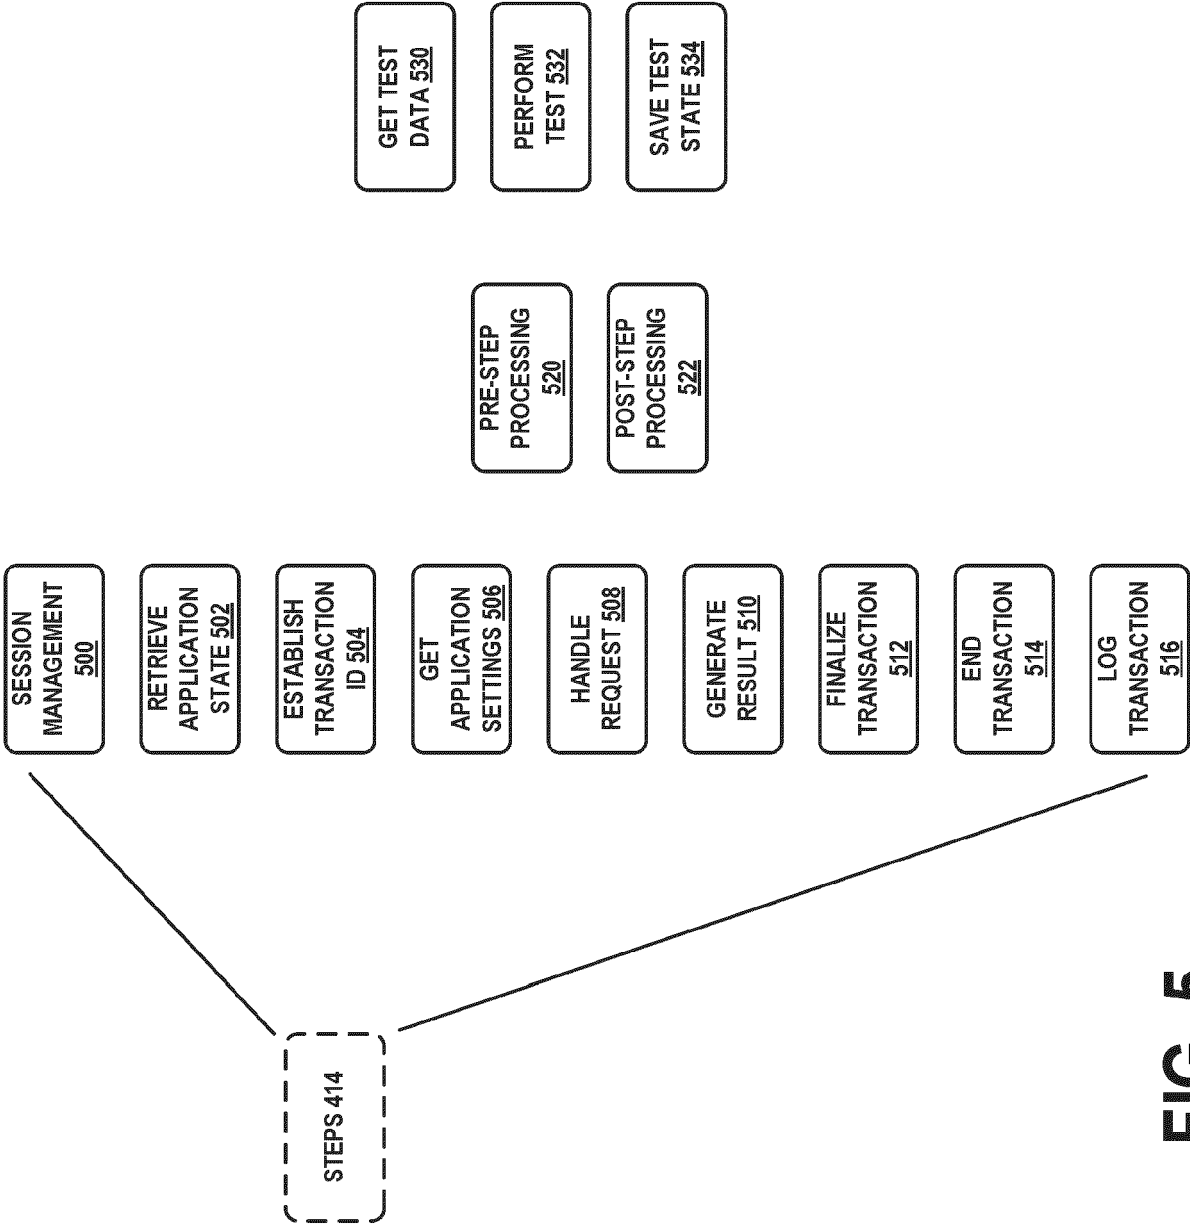 STEPS 414
SESSION
MANAGEMENT
500
RETRIEVE
APPLICATION
STATE 502
ESTABLISH
TRANSACTION
ID 504
GET
APPLICATION
SETTINGS 506
HANDLE
REQUEST 508
GENERATE
RESULT 510
FINALIZE
TRANSACTION
512
END
TRANSACTION
514
LOG
TRANSACTION
516
PRE-STEP
PROCESSING
520
POST-STEP
PROCESSING
522
GET TEST
DATA 530
PERFORM
TEST 532
SAVE TEST
STATE 534
FIG. 5